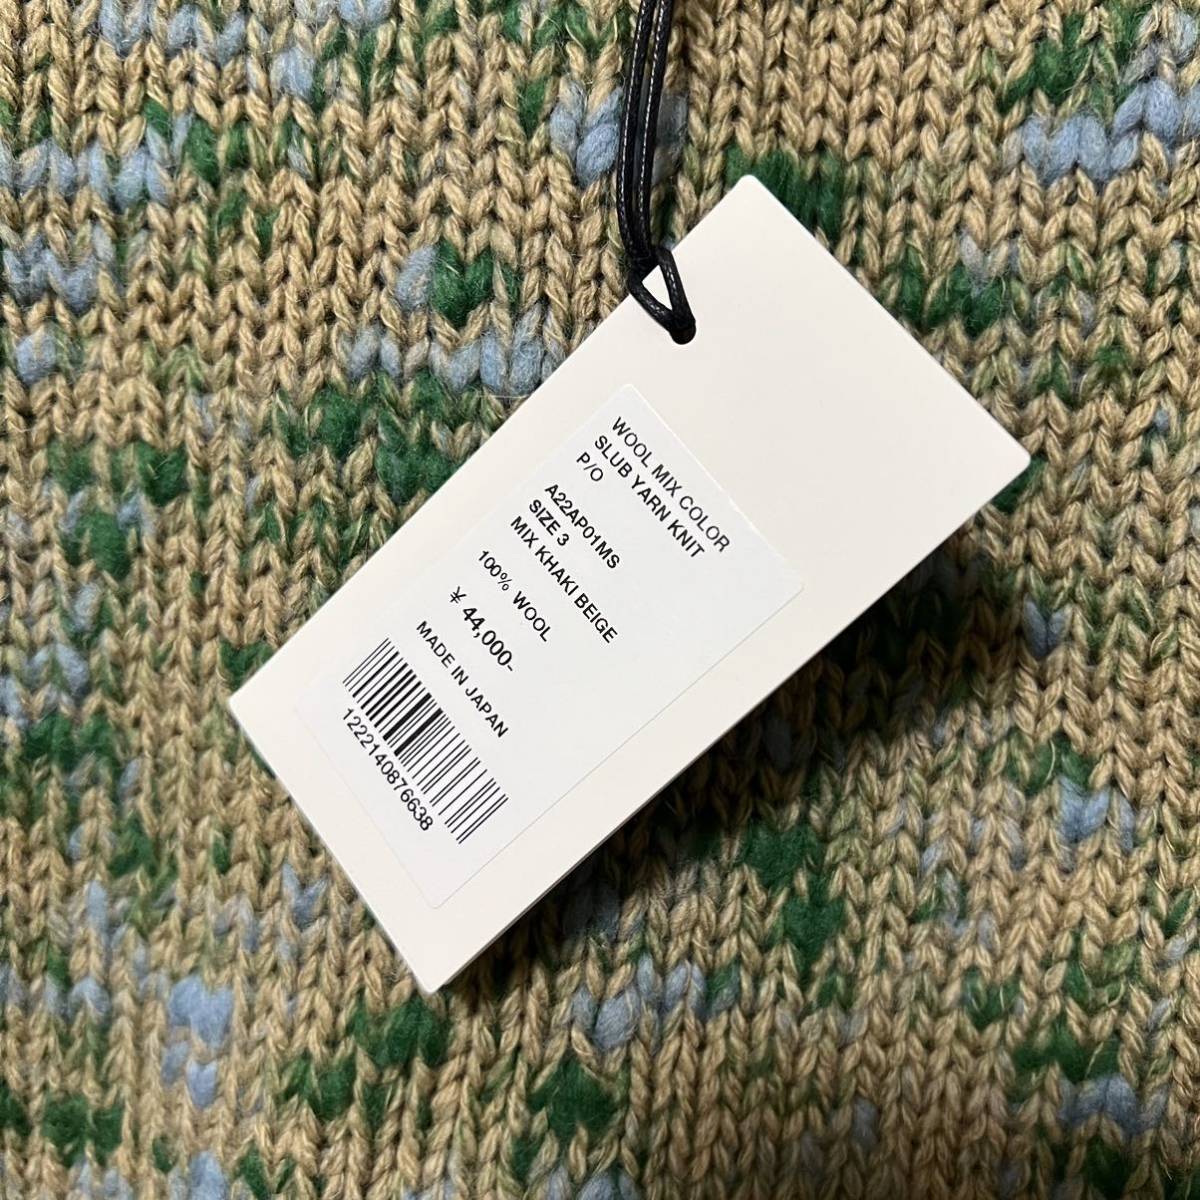 WOOL MIX COLOR
SLUB YARN KNIT
P/O
A22AP01MS
SIZE 3
MIX KHAKI BEIGE
100% WOOL
¥ 44,000-
MADE IN JAPAN
1222140876638